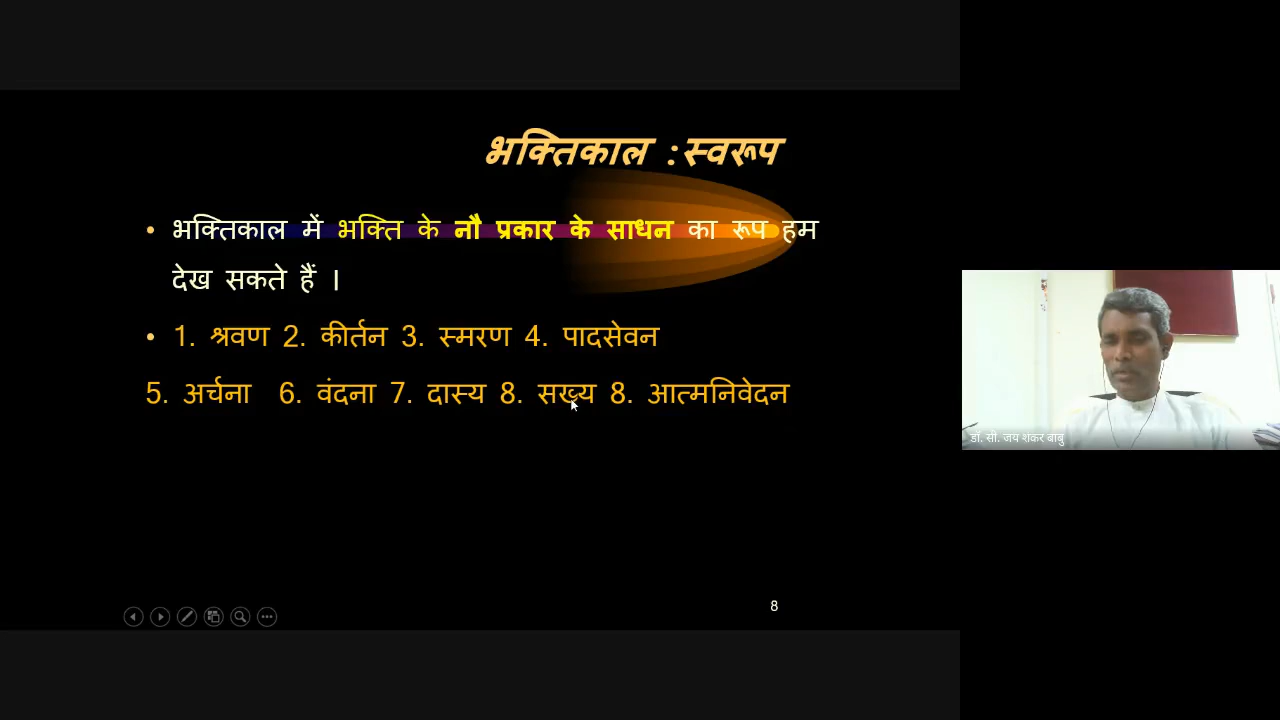 भक्तिकाल :स्वरूप
• भक्तिकाल में भक्ति के नौ प्रकार के साधन का रूप हम
देख सकते हैं ।
• 1. श्रवण 2. कीर्तन 3. स्मरण 4. पादसेवन
5. अर्चना 6. वंदना 7. दास्य 8. सख्य 8. आत्मनिवेदन
8
डॉ. सी. जय शंकर बाबु